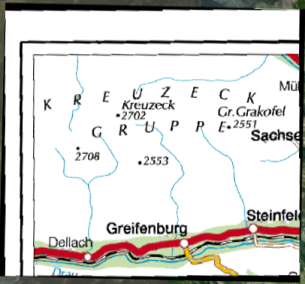 Mü
K R E U Z E C K
Kreuzeck
2702
Gr.Grakofel
G R U P P E
2551
Sachse
2708
2553
Steinfel
Greifenburg
Dellach
Drau